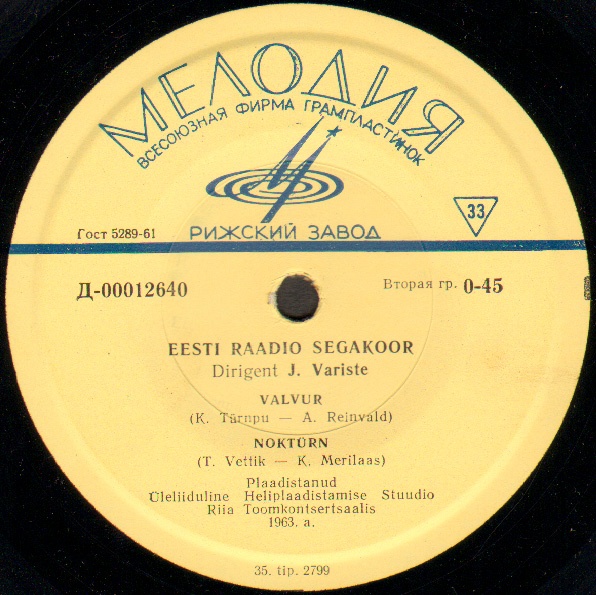 МЕЛОДИЯ
ВСЕСОЮЗНАЯ ФИРМА ГРАМПЛАСТИНОК
33
Гост 5289-61
РИЖСКИЙ ЗАВОД
Д-00012640
Вторая гр. 0-45
EESTI RAADIO SEGAKOOR
Dirigent J. Variste
VALVUR
(K. Türnpu — A. Reinvald)
NOKTÜRN
(T. Vettik — K. Merilaas)
Plaadistanud
Üleliiduline Heliplaadistamise Stuudio
Riia Toomkontsertsaalis
1963. a.
35. tip. 2799